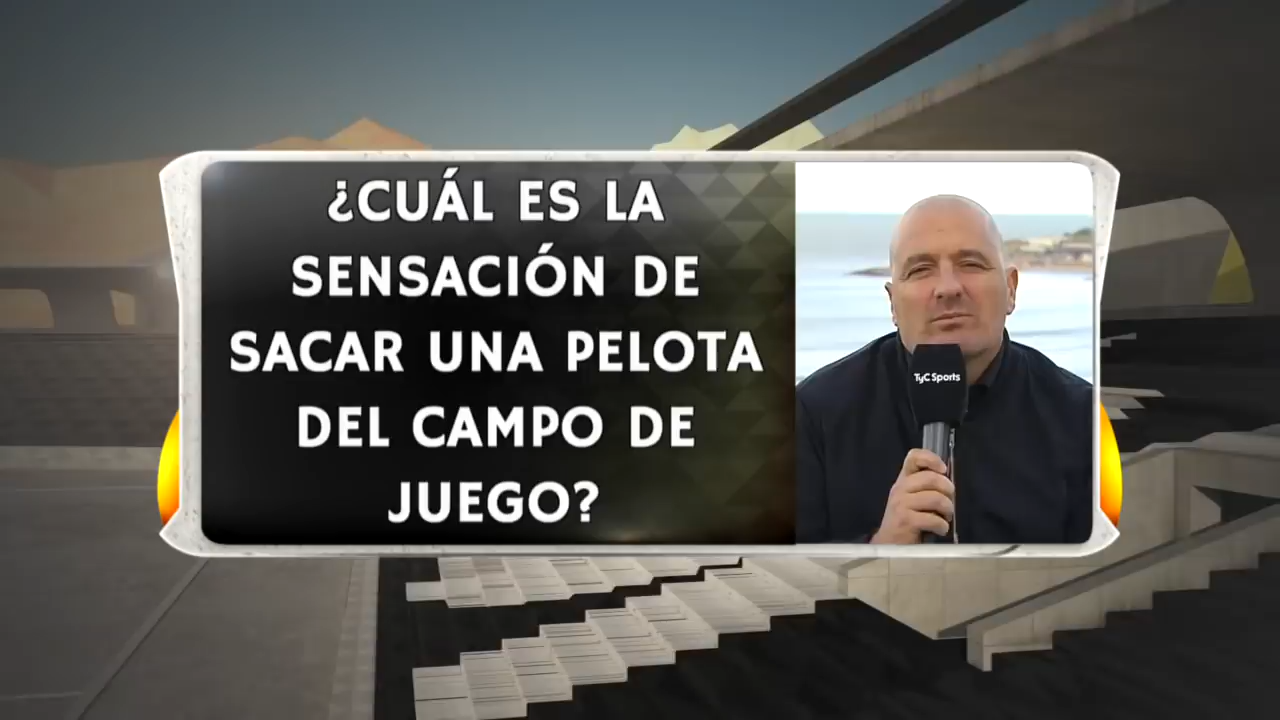 ¿CUÁL ES LA
SENSACIÓN DE
SACAR UNA PELOTA
DEL CAMPO DE
JUEGO?
TyC Sports